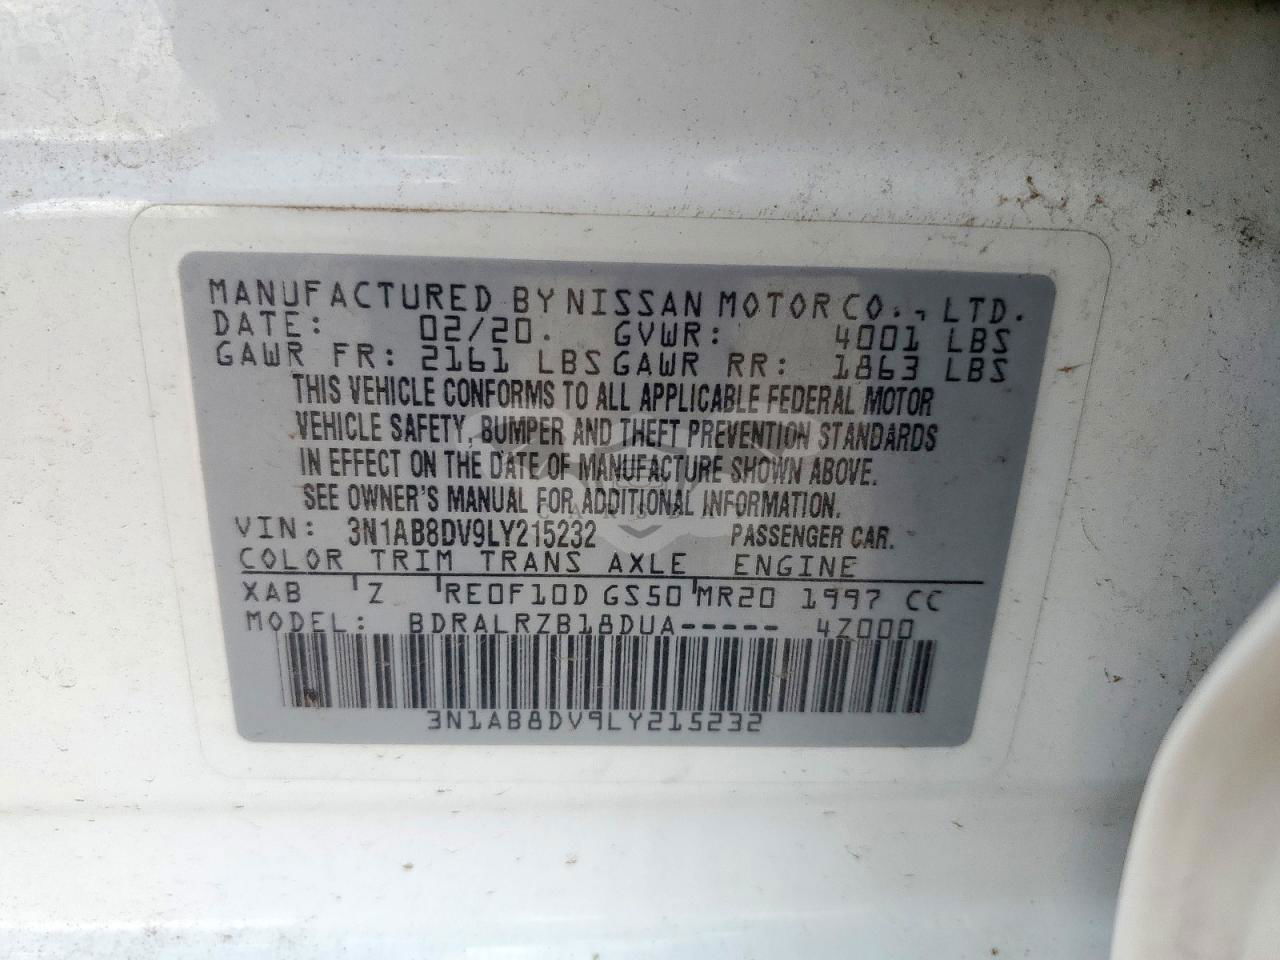 MANUFACTURED BY NISSAN MOTOR CO., LTD.
DATE: 02/20. GVWR: 4001 LBS
GAWR FR: 2161 LBS GAWR RR: 1863 LBS
THIS VEHICLE CONFORMS TO ALL APPLICABLE FEDERAL MOTOR
VEHICLE SAFETY, BUMPER AND THEFT PREVENTION STANDARDS
IN EFFECT ON THE DATE OF MANUFACTURE SHOWN ABOVE.
SEE OWNER'S MANUAL FOR ADDITIONAL INFORMATION.
VIN: 3N1AB8DV9LY215232 PASSENGER CAR.
COLOR TRIM TRANS AXLE ENGINE
XAB Z RE0F10D GS50 MR20 1997 CC
MODEL: BDRALRZB18DUA----- 4Z000
3N1AB8DV9LY215232